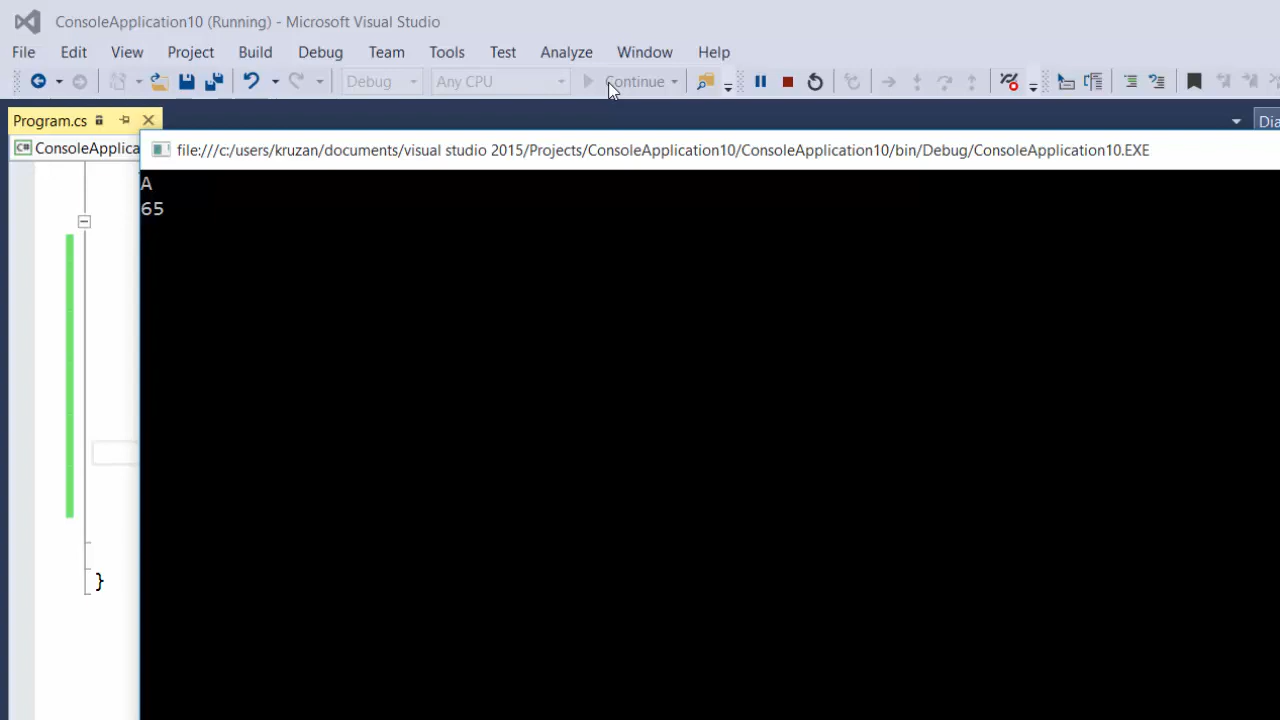 ConsoleApplication10 (Running) - Microsoft Visual Studio
File Edit View Project Build Debug Team Tools Test Analyze Window Help
Debug Any CPU Continue
Program.cs Dia
ConsoleApplica
file:///c:/users/kruzan/documents/visual studio 2015/Projects/ConsoleApplication10/ConsoleApplication10/bin/Debug/ConsoleApplication10.EXE
A
65
}